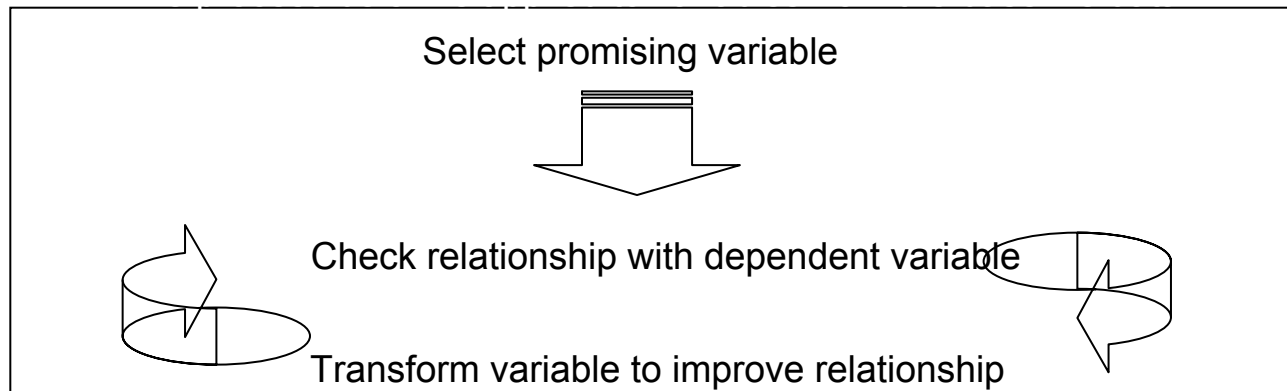 Select promising variable
Check relationship with dependent variable
Transform variable to improve relationship